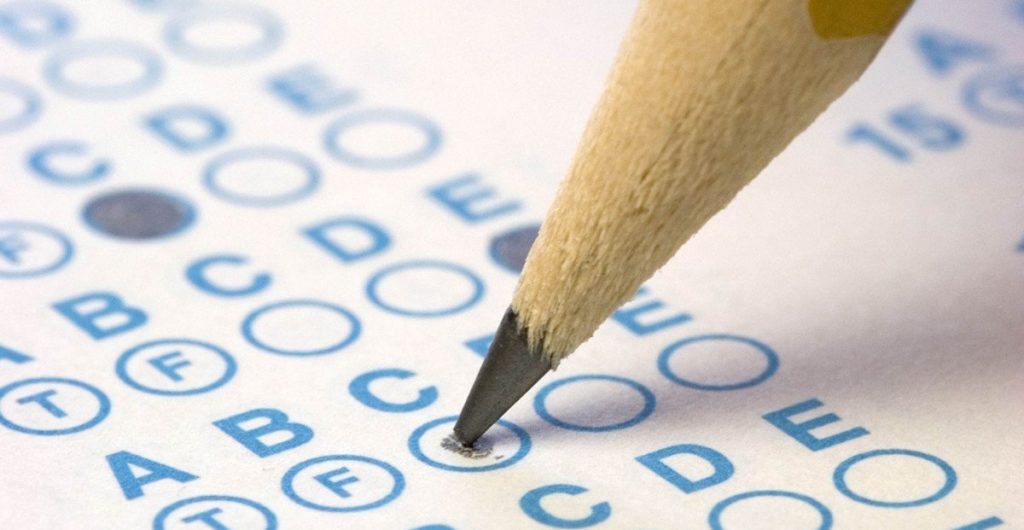 D
C D E
F
A B C D E
T F
A B C E
T F
C D E
15 A